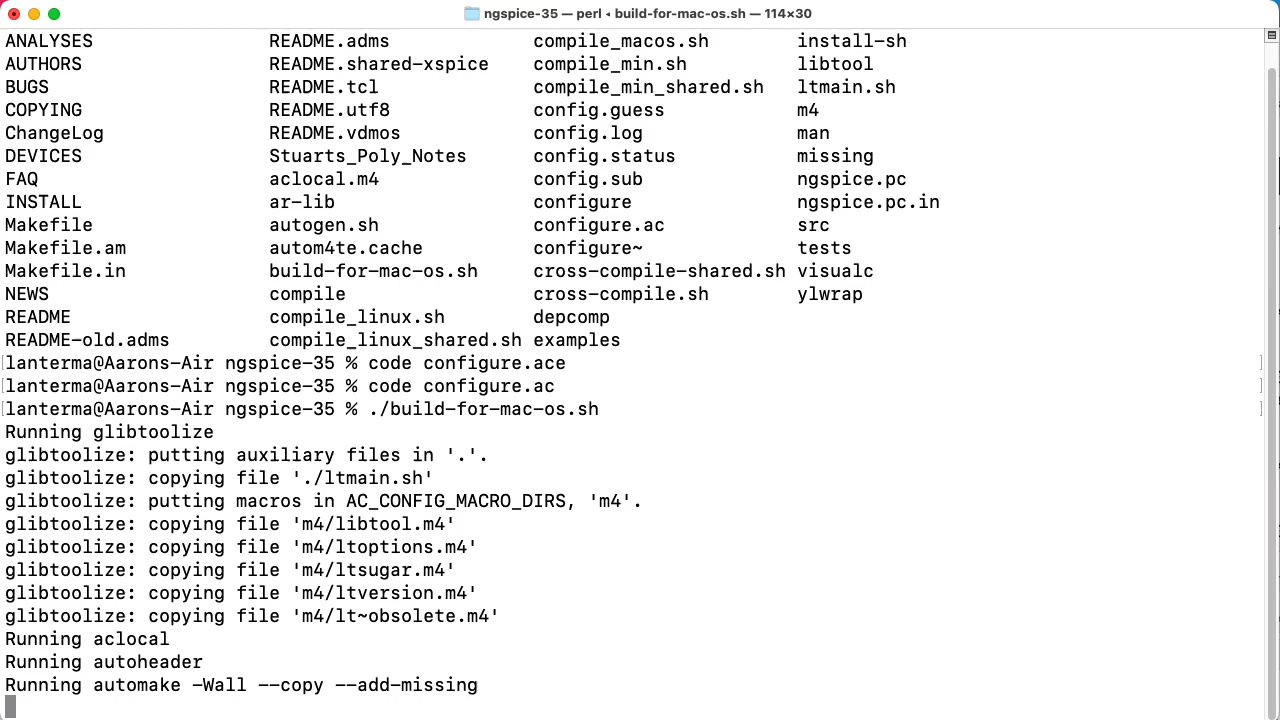 ngspice-35 — perl ◂ build-for-mac-os.sh — 114×30
ANALYSES README.adms compile_macos.sh install-sh
AUTHORS README.shared-xspice compile_min.sh libtool
BUGS README.tcl compile_min_shared.sh ltmain.sh
COPYING README.utf8 config.guess m4
ChangeLog README.vdmos config.log man
DEVICES Stuarts_Poly_Notes config.status missing
FAQ aclocal.m4 config.sub ngspice.pc
INSTALL ar-lib configure ngspice.pc.in
Makefile autogen.sh configure.ac src
Makefile.am autom4te.cache configure~ tests
Makefile.in build-for-mac-os.sh cross-compile-shared.sh visualc
NEWS compile cross-compile.sh ylwrap
README compile_linux.sh depcomp
README-old.adms compile_linux_shared.sh examples
[lanterma@Aarons-Air ngspice-35 % code configure.ace ]
[lanterma@Aarons-Air ngspice-35 % code configure.ac ]
[lanterma@Aarons-Air ngspice-35 % ./build-for-mac-os.sh ]
Running glibtoolize
glibtoolize: putting auxiliary files in '.'.
glibtoolize: copying file './ltmain.sh'
glibtoolize: putting macros in AC_CONFIG_MACRO_DIRS, 'm4'.
glibtoolize: copying file 'm4/libtool.m4'
glibtoolize: copying file 'm4/ltoptions.m4'
glibtoolize: copying file 'm4/ltsugar.m4'
glibtoolize: copying file 'm4/ltversion.m4'
glibtoolize: copying file 'm4/lt~obsolete.m4'
Running aclocal
Running autoheader
Running automake -Wall --copy --add-missing